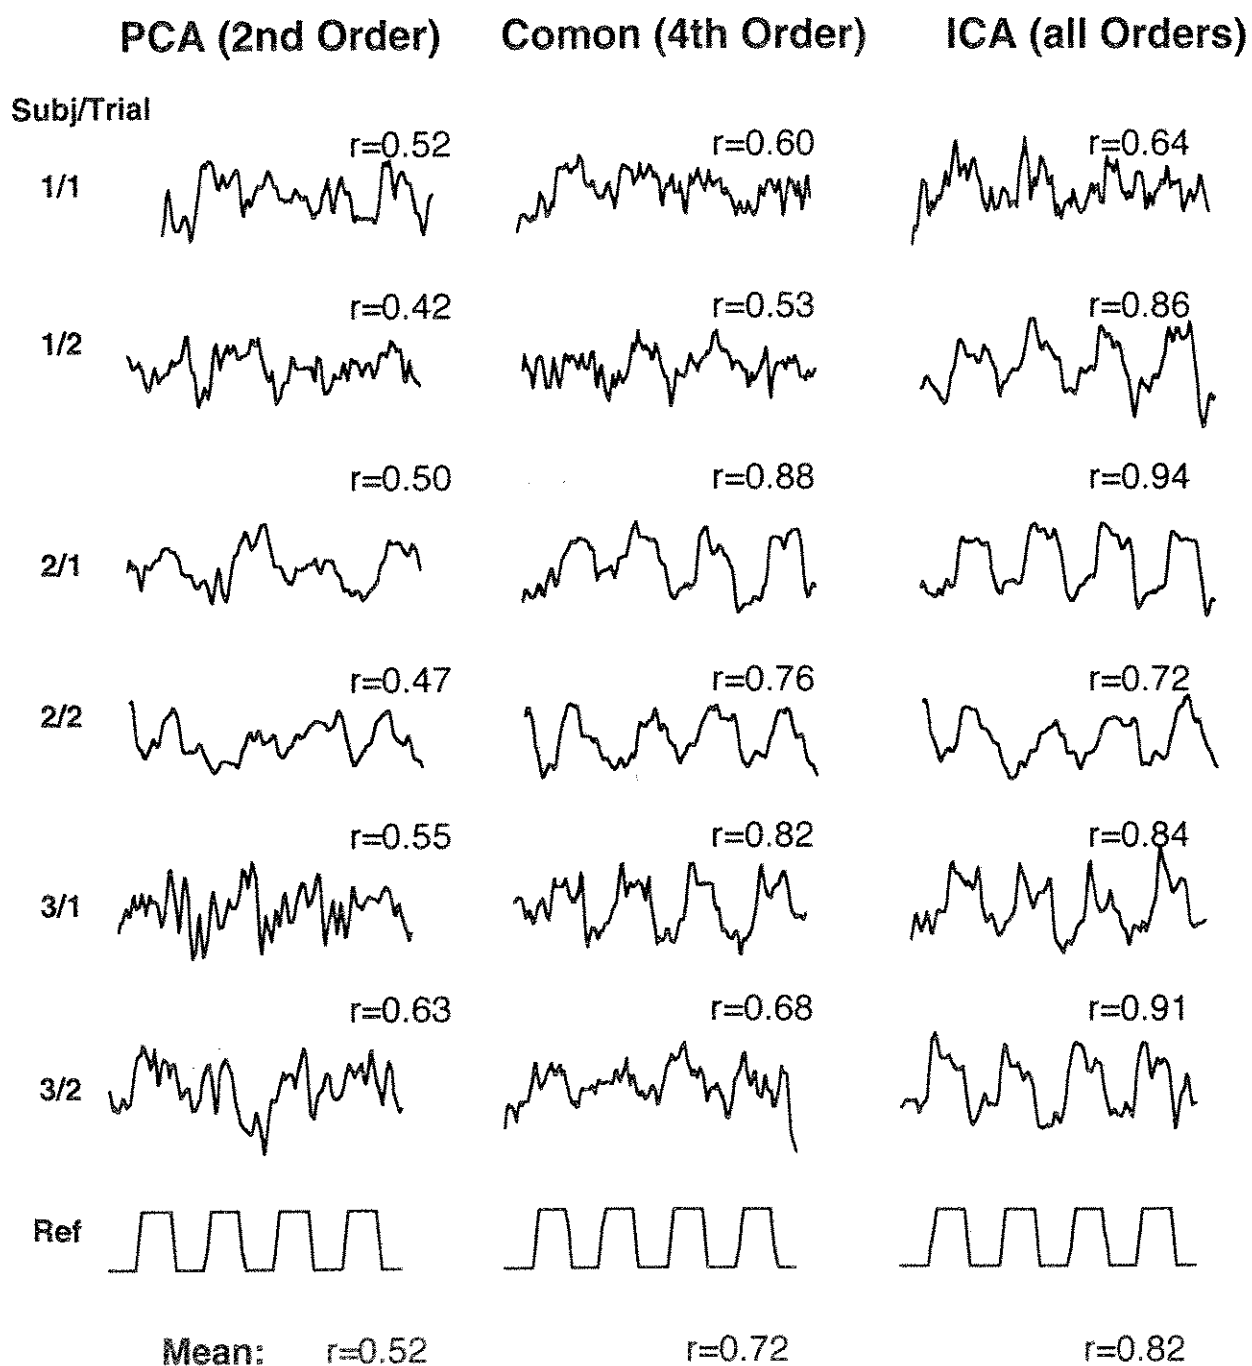 PCA (2nd Order) Comon (4th Order) ICA (all Orders)
Subj/Trial
1/1 r=0.52 r=0.60 r=0.64
1/2 r=0.42 r=0.53 r=0.86
2/1 r=0.50 r=0.88 r=0.94
2/2 r=0.47 r=0.76 r=0.72
3/1 r=0.55 r=0.82 r=0.84
3/2 r=0.63 r=0.68 r=0.91
Ref
Mean: r=0.52 r=0.72 r=0.82